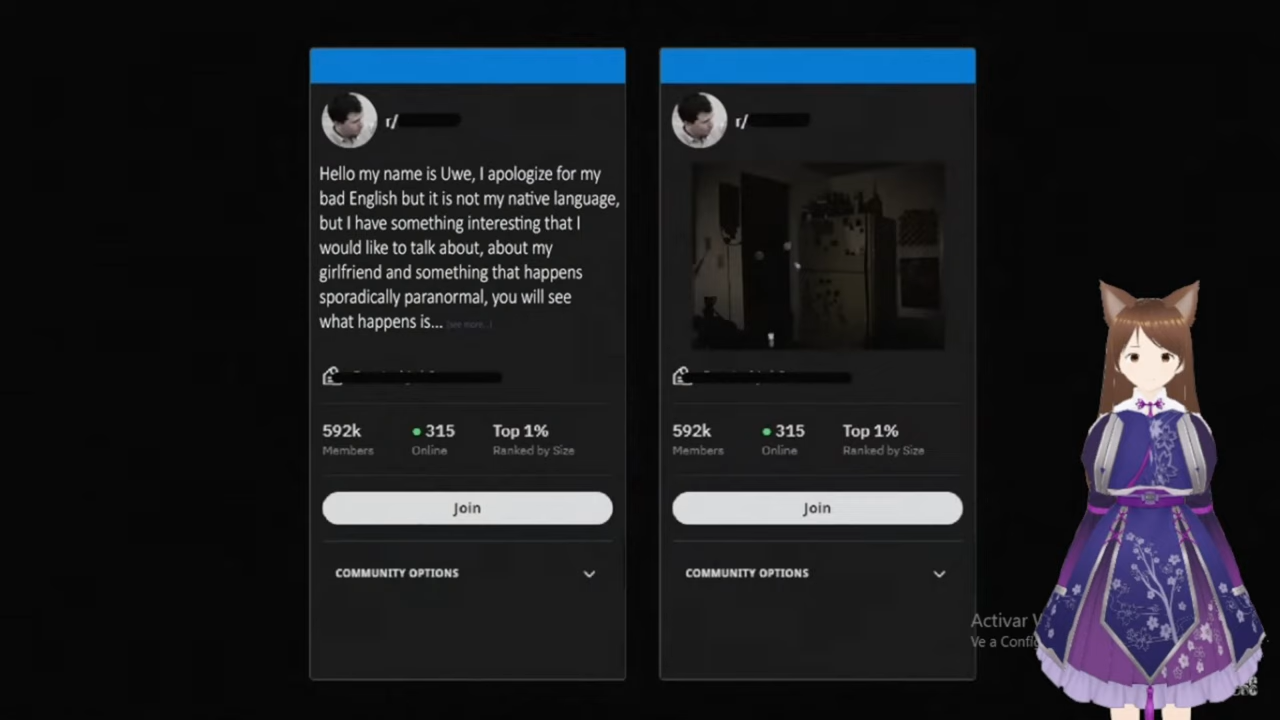 r/
Hello my name is Uwe, I apologize for my
bad English but it is not my native language,
but I have something interesting that I
would like to talk about, about my
girlfriend and something that happens
sporadically paranormal, you will see
what happens is... (see more...)
592k
Members
315
Online
Top 1%
Ranked by Size
Join
COMMUNITY OPTIONS
r/
592k
Members
315
Online
Top 1%
Ranked by Size
Join
COMMUNITY OPTIONS
Activar
Ve a